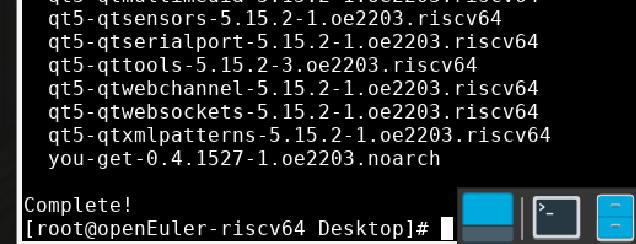 qt5-qtsensors-5.15.2-1.oe2203.riscv64
qt5-qtserialport-5.15.2-1.oe2203.riscv64
qt5-qttools-5.15.2-3.oe2203.riscv64
qt5-qtwebchannel-5.15.2-1.oe2203.riscv64
qt5-qtwebsockets-5.15.2-1.oe2203.riscv64
qt5-qtxmlpatterns-5.15.2-1.oe2203.riscv64
you-get-0.4.1527-1.oe2203.noarch
Complete!
[root@openEuler-riscv64 Desktop]#